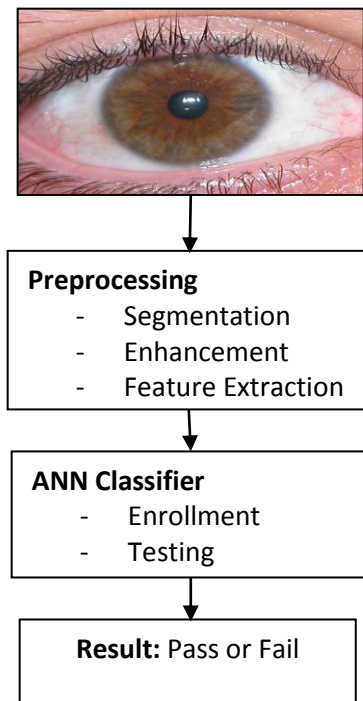 Preprocessing
- Segmentation
- Enhancement
- Feature Extraction
ANN Classifier
- Enrollment
- Testing
Result: Pass or Fail